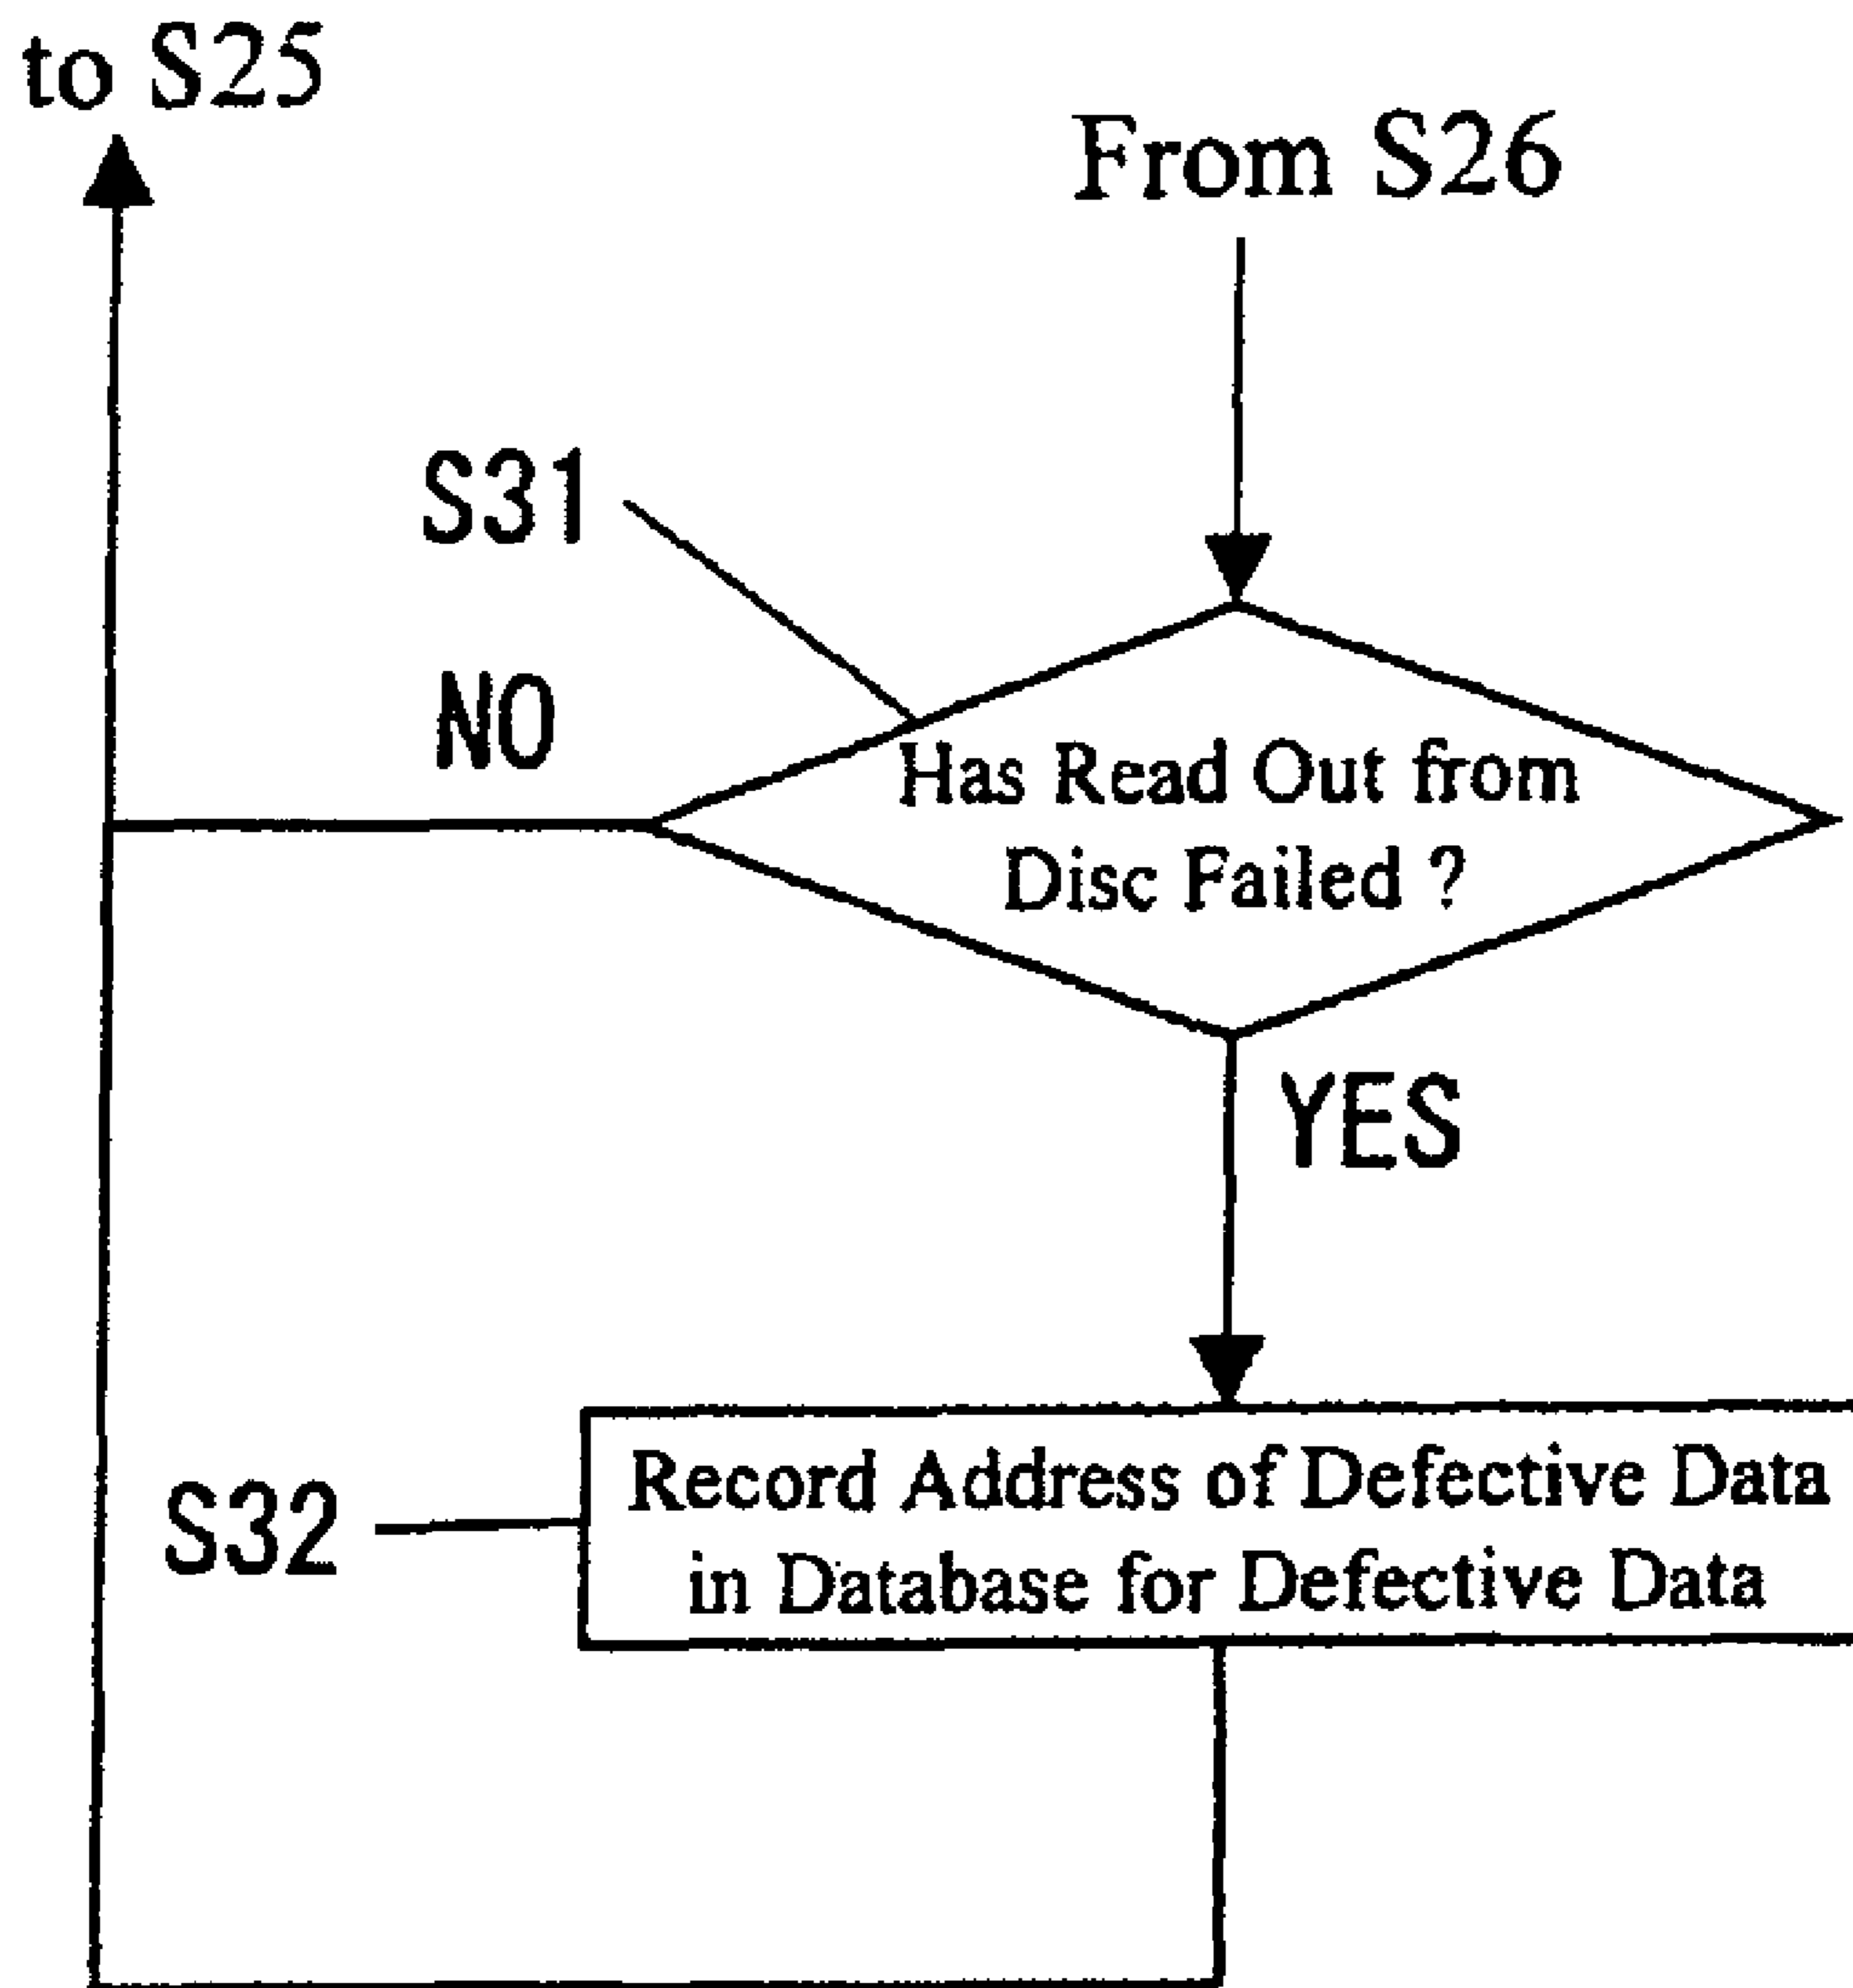 to S25
From S26
S31
NO
Has Read Out from
Disc Failed ?
YES
S32
Record Address of Defective Data
in Database for Defective Data